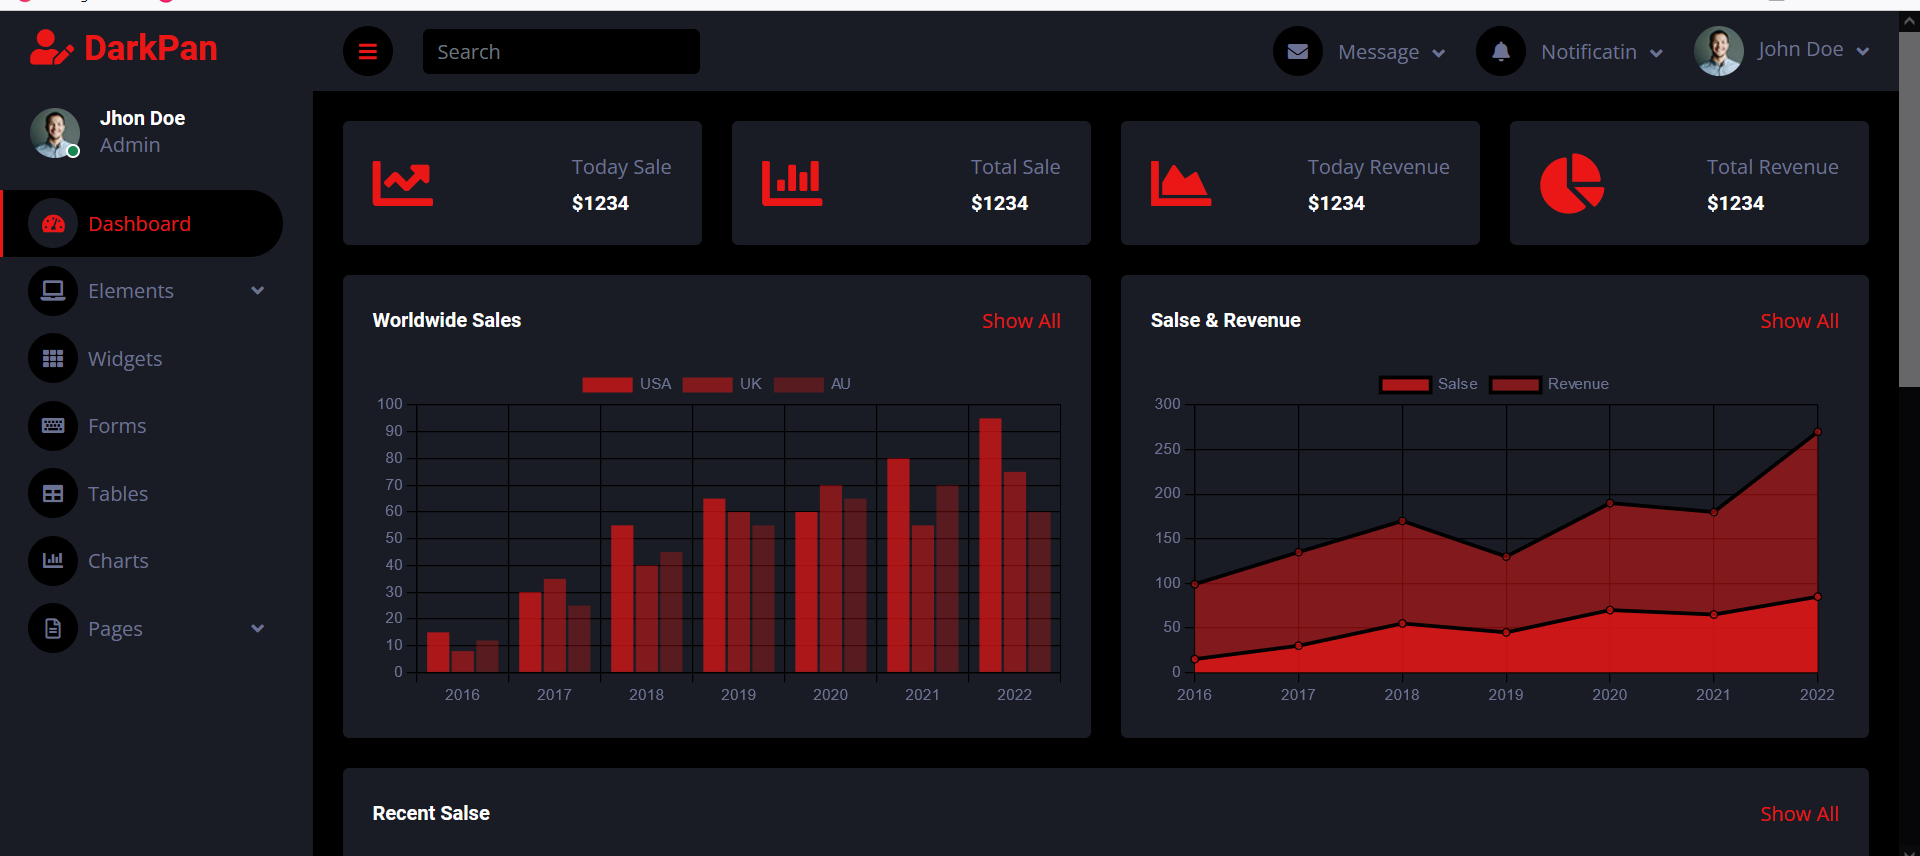 DarkPan
Search
Message
Notificatin
John Doe
Jhon Doe
Admin
Dashboard
Elements
Widgets
Forms
Tables
Charts
Pages
Today Sale
$1234
Total Sale
$1234
Today Revenue
$1234
Total Revenue
$1234
Worldwide Sales
Show All
USA UK AU
100
90
80
70
60
50
40
30
20
10
0
2016 2017 2018 2019 2020 2021 2022
Salse & Revenue
Show All
Salse Revenue
300
250
200
150
100
50
0
2016 2017 2018 2019 2020 2021 2022
Recent Salse
Show All